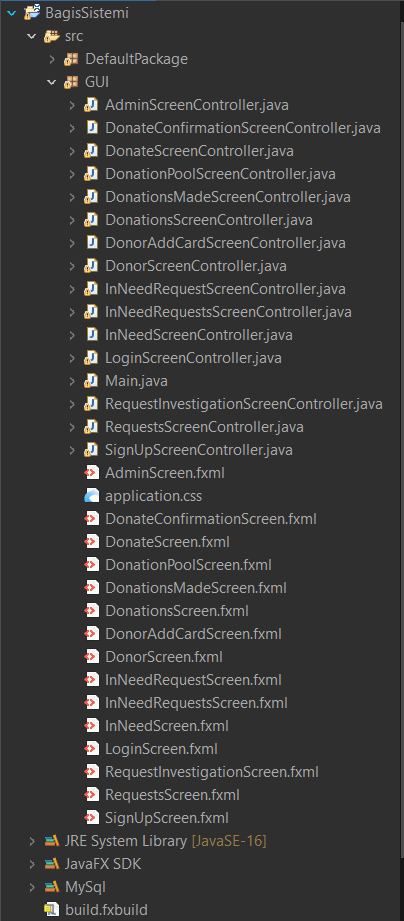 BagisSistemi
src
DefaultPackage
GUI
AdminScreenController.java
DonateConfirmationScreenController.java
DonateScreenController.java
DonationPoolScreenController.java
DonationsMadeScreenController.java
DonationsScreenController.java
DonorAddCardScreenController.java
DonorScreenController.java
InNeedRequestScreenController.java
InNeedRequestsScreenController.java
InNeedScreenController.java
LoginScreenController.java
Main.java
RequestInvestigationScreenController.java
RequestsScreenController.java
SignUpScreenController.java
AdminScreen.fxml
application.css
DonateConfirmationScreen.fxml
DonateScreen.fxml
DonationPoolScreen.fxml
DonationsMadeScreen.fxml
DonationsScreen.fxml
DonorAddCardScreen.fxml
DonorScreen.fxml
InNeedRequestScreen.fxml
InNeedRequestsScreen.fxml
InNeedScreen.fxml
LoginScreen.fxml
RequestInvestigationScreen.fxml
RequestsScreen.fxml
SignUpScreen.fxml
JRE System Library [JavaSE-16]
JavaFX SDK
MySql
build.fxbuild